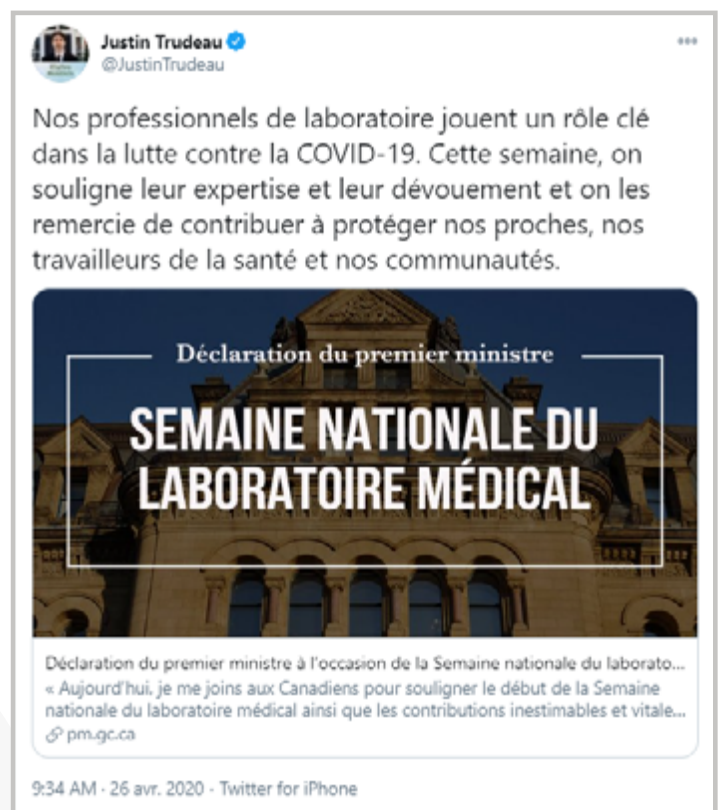 Justin Trudeau
@JustinTrudeau
Nos professionnels de laboratoire jouent un rôle clé
dans la lutte contre la COVID-19. Cette semaine, on
souligne leur expertise et leur dévouement et on les
remercie de contribuer à protéger nos proches, nos
travailleurs de la santé et nos communautés.
Déclaration du premier ministre
SEMAINE NATIONALE DU
LABORATOIRE MÉDICAL
Déclaration du premier ministre à l'occasion de la Semaine nationale du laborato...
« Aujourd'hui, je me joins aux Canadiens pour souligner le début de la Semaine
nationale du laboratoire médical ainsi que les contributions inestimables et vitale...
pm.gc.ca
9:34 AM · 26 avr. 2020 · Twitter for iPhone